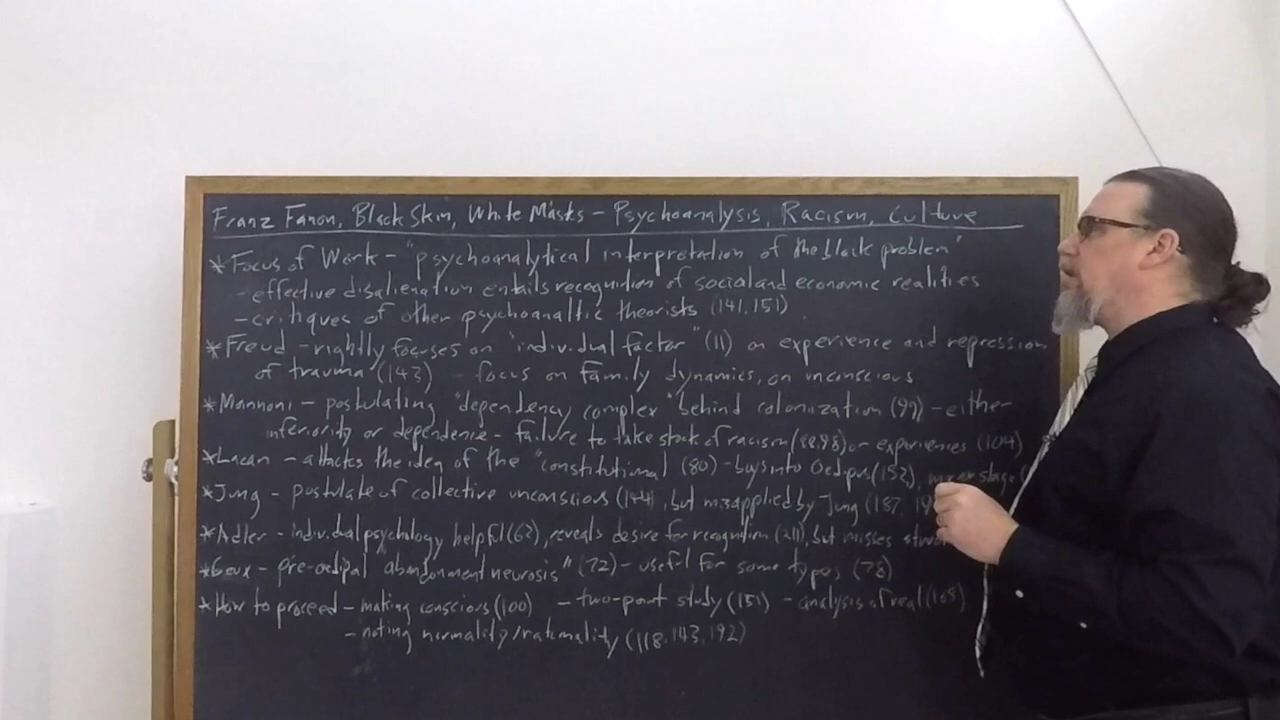 Franz Fanon, Black Skin, White Masks - Psychoanalysis, Racism, Culture
* Focus of Work - "psychoanalytical interpretation of the black problem"
- effective disalienation entails recognition of social and economic realities
- critiques of other psychoanaltic theorists (141, 151)
* Freud - rightly focuses on "individual factor" (11) on experience and repression
of trauma (143) - focus on family dynamics, on unconscious
* Mannoni - postulating "dependency complex" behind colonization (99) - either
inferiority or dependence - failure to take stock of racism or experiences (104)
* Lacan - attacks the idea of the "constitutional (80) - buys into Oedipus (152), mirror stage
* Jung - postulate of collective unconscious (144), but misapplied by Jung (187,
* Adler - individual psychology helpful (62), reveals desire for recognition (211), but misses
* Geux - pre-oedipal abandonment neurosis" (72) - useful for some types (78)
* How to proceed - making conscious (100) - two-point study (151) - analysis of real (168)
- noting normality/rationality (118, 143, 192)